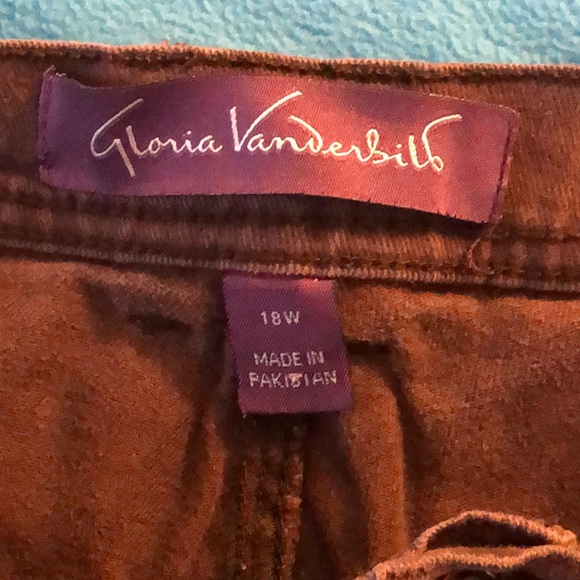 Gloria Vanderbilt
18W
MADE IN
PAKISTAN